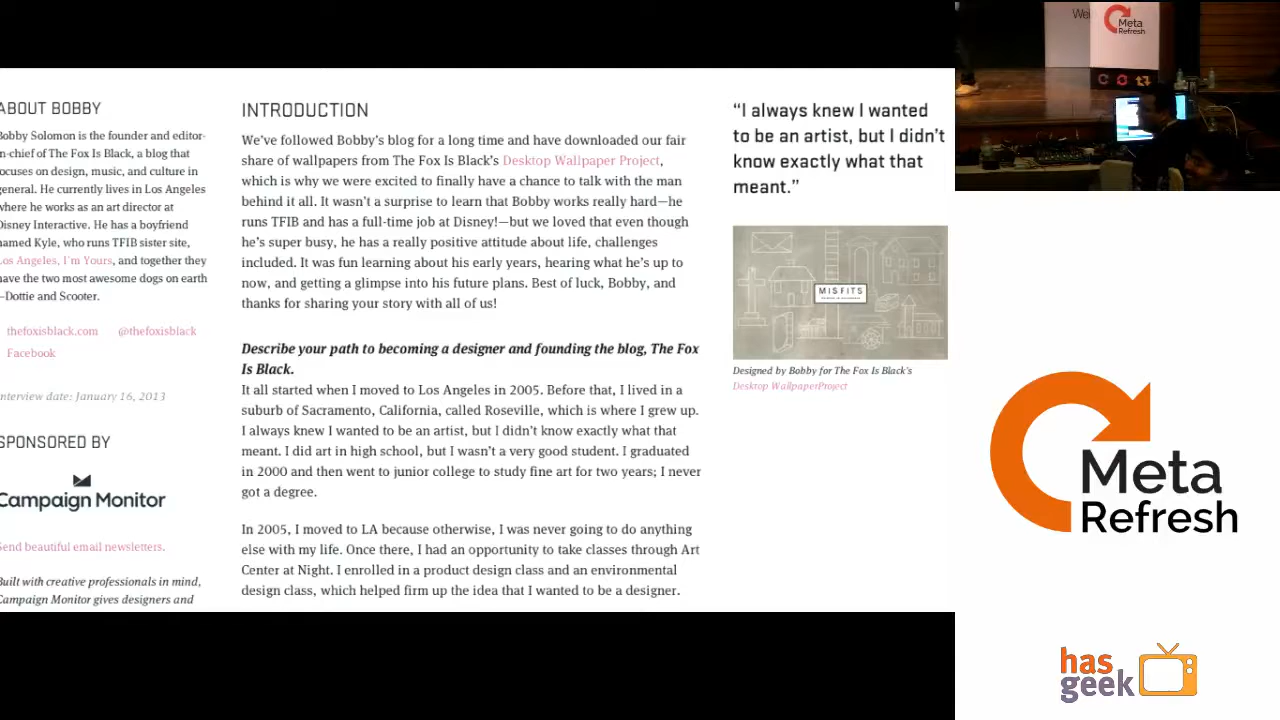 ABOUT BOBBY
Bobby Solomon is the founder and editor-
in-chief of The Fox Is Black, a blog that
focuses on design, music, and culture in
general. He currently lives in Los Angeles
where he works as an art director at
Disney Interactive. He has a boyfriend
named Kyle, who runs TFIB sister site,
Los Angeles, I'm Yours, and together they
have the two most awesome dogs on earth
—Dottie and Scooter.
thefoxisblack.com @thefoxisblack
Facebook
Interview date: January 16, 2013
SPONSORED BY
Campaign Monitor
Send beautiful email newsletters.
Built with creative professionals in mind,
Campaign Monitor gives designers and
INTRODUCTION
We've followed Bobby's blog for a long time and have downloaded our fair
share of wallpapers from The Fox Is Black's Desktop Wallpaper Project,
which is why we were excited to finally have a chance to talk with the man
behind it all. It wasn't a surprise to learn that Bobby works really hard—he
runs TFIB and has a full-time job at Disney!—but we loved that even though
he's super busy, he has a really positive attitude about life, challenges
included. It was fun learning about his early years, hearing what he's up to
now, and getting a glimpse into his future plans. Best of luck, Bobby, and
thanks for sharing your story with all of us!
Describe your path to becoming a designer and founding the blog, The Fox
Is Black.
It all started when I moved to Los Angeles in 2005. Before that, I lived in a
suburb of Sacramento, California, called Roseville, which is where I grew up.
I always knew I wanted to be an artist, but I didn't know exactly what that
meant. I did art in high school, but I wasn't a very good student. I graduated
in 2000 and then went to junior college to study fine art for two years; I never
got a degree.
In 2005, I moved to LA because otherwise, I was never going to do anything
else with my life. Once there, I had an opportunity to take classes through Art
Center at Night. I enrolled in a product design class and an environmental
design class, which helped firm up the idea that I wanted to be a designer.
“I always knew I wanted
to be an artist, but I didn't
know exactly what that
meant.”
MISFITS
Designed by Bobby for The Fox Is Black's
Desktop WallpaperProject
Meta
Refresh
Meta
Refresh
has
geek